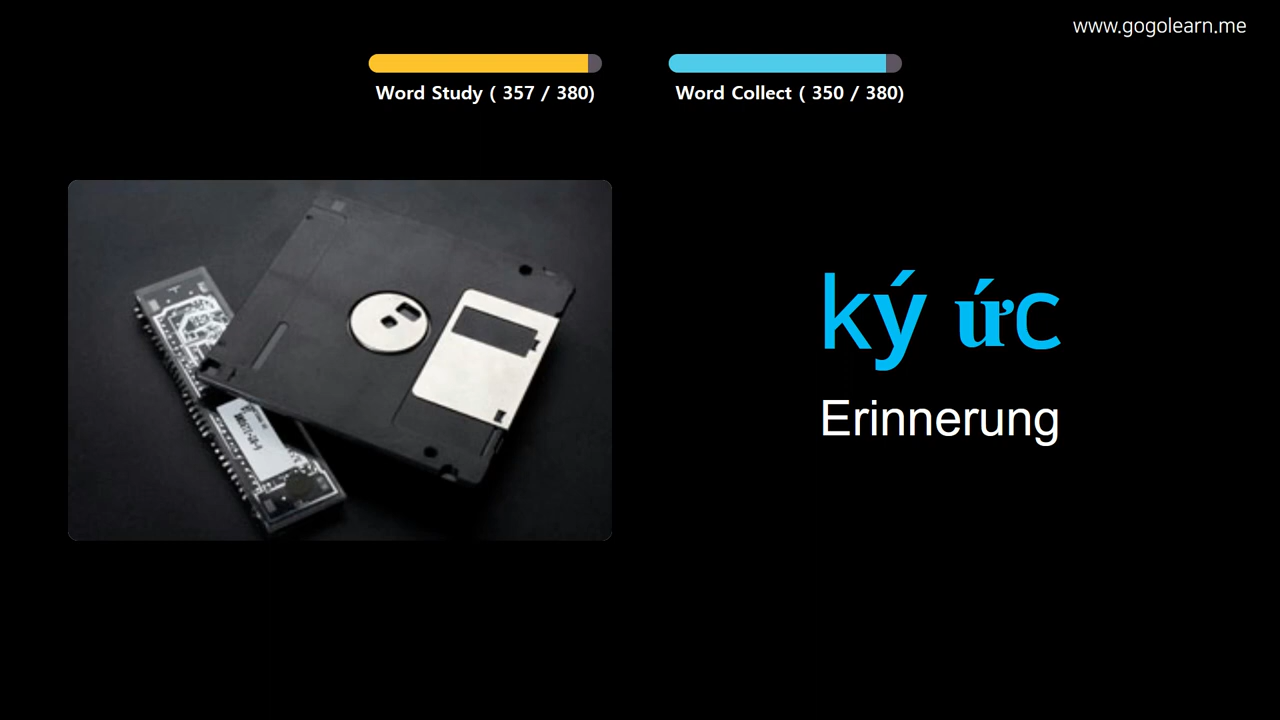 www.gogolearn.me
Word Study ( 357 / 380)
Word Collect ( 350 / 380)
ký ức
Erinnerung